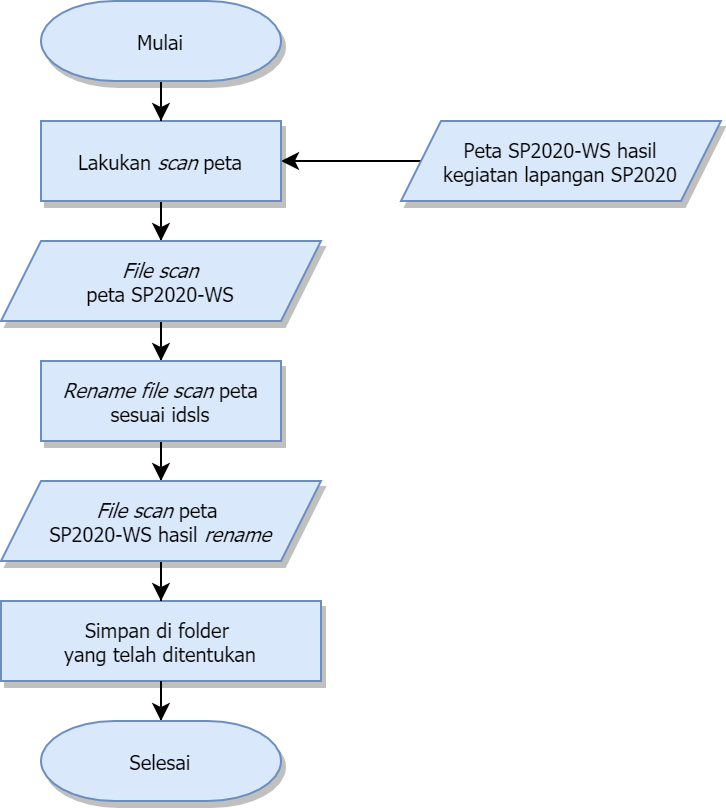 Mulai
Lakukan scan peta
Peta SP2020-WS hasil
kegiatan lapangan SP2020
File scan
peta SP2020-WS
Rename file scan peta
sesuai idsls
File scan peta
SP2020-WS hasil rename
Simpan di folder
yang telah ditentukan
Selesai